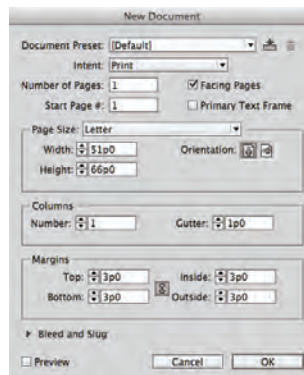 New Document
Document Preset: [Default]
Intent: Print
Number of Pages: 1 Facing Pages
Start Page #: 1 Primary Text Frame
Page Size: Letter
Width: 51p0 Orientation:
Height: 66p0
Columns
Number: 1 Gutter: 1p0
Margins
Top: 3p0 Inside: 3p0
Bottom: 3p0 Outside: 3p0
Bleed and Slug
Preview Cancel OK